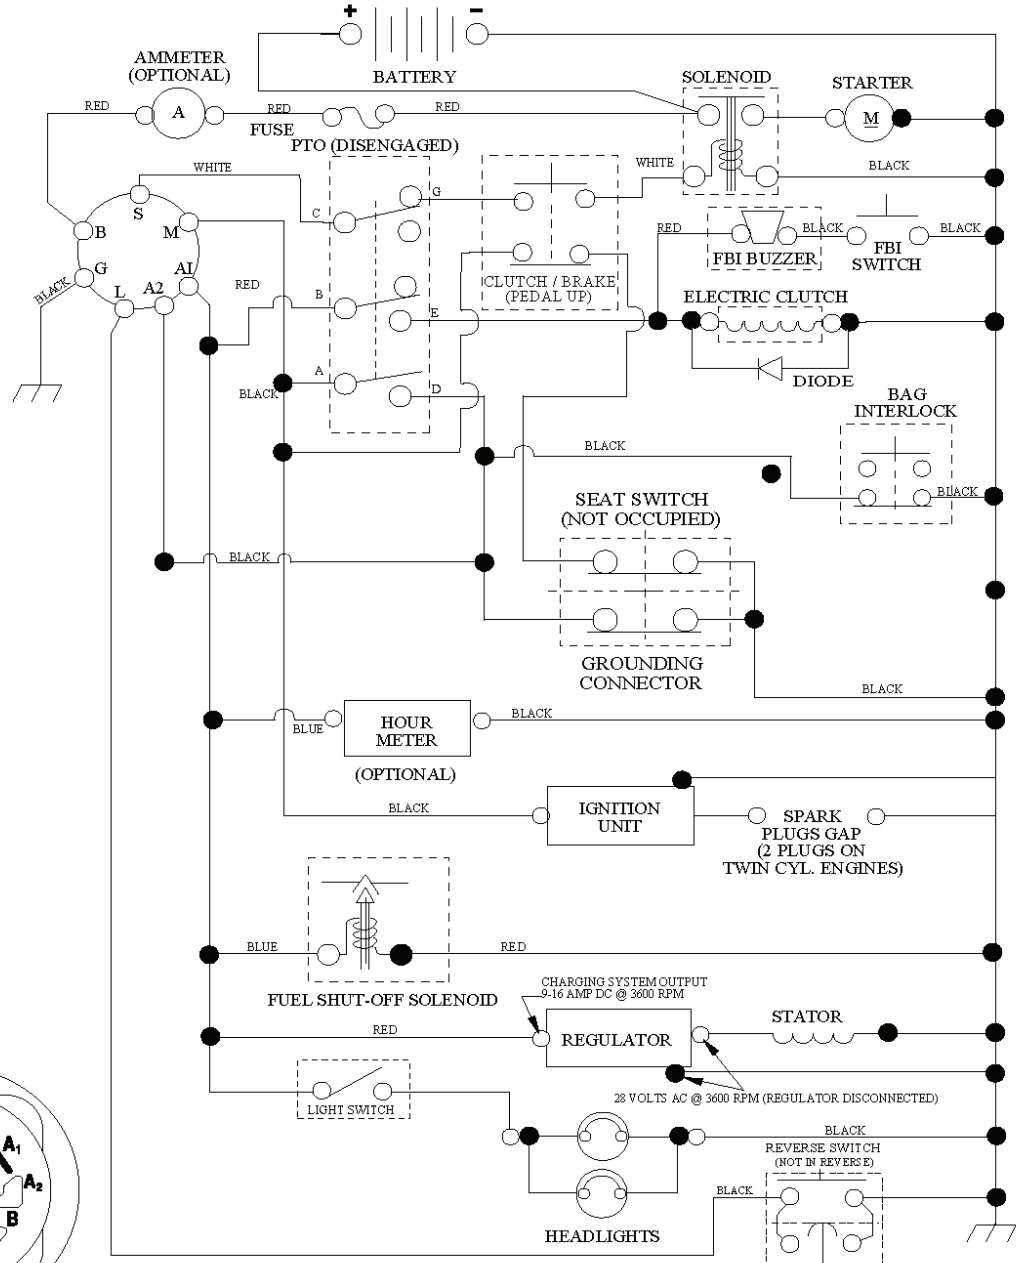 + −
BATTERY
AMMETER
(OPTIONAL)
SOLENOID
STARTER
RED
A
RED
FUSE
RED
M
PTO (DISENGAGED)
WHITE
WHITE
BLACK
S
C
G
B
M
RED
BLACK
BLACK
FBI BUZZER
FBI
SWITCH
G
A1
CLUTCH / BRAKE
(PEDAL UP)
BLACK
L
A2
RED
B
E
ELECTRIC CLUTCH
DIODE
A
D
BLACK
BAG
INTERLOCK
BLACK
BLACK
SEAT SWITCH
(NOT OCCUPIED)
BLACK
GROUNDING
CONNECTOR
BLACK
BLUE
HOUR
METER
BLACK
(OPTIONAL)
BLACK
IGNITION
UNIT
SPARK
PLUGS GAP
(2 PLUGS ON
TWIN CYL. ENGINES)
BLUE
RED
FUEL SHUT-OFF SOLENOID
CHARGING SYSTEM OUTPUT
9-16 AMP DC @ 3600 RPM
RED
REGULATOR
STATOR
28 VOLTS AC @ 3600 RPM (REGULATOR DISCONNECTED)
LIGHT SWITCH
BLACK
REVERSE SWITCH
(NOT IN REVERSE)
BLACK
HEADLIGHTS
A1
A2
B